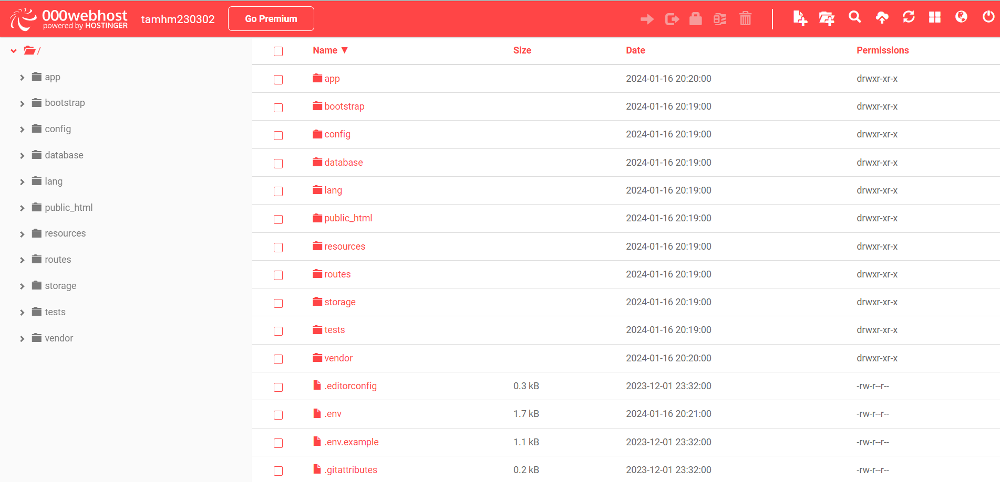 000webhost
powered by HOSTINGER
tamhm230302
Go Premium
/
app
bootstrap
config
database
lang
public_html
resources
routes
storage
tests
vendor
Name ▼ Size Date Permissions
app 2024-01-16 20:20:00 drwxr-xr-x
bootstrap 2024-01-16 20:19:00 drwxr-xr-x
config 2024-01-16 20:19:00 drwxr-xr-x
database 2024-01-16 20:19:00 drwxr-xr-x
lang 2024-01-16 20:19:00 drwxr-xr-x
public_html 2024-01-16 20:19:00 drwxr-xr-x
resources 2024-01-16 20:19:00 drwxr-xr-x
routes 2024-01-16 20:19:00 drwxr-xr-x
storage 2024-01-16 20:19:00 drwxr-xr-x
tests 2024-01-16 20:19:00 drwxr-xr-x
vendor 2024-01-16 20:20:00 drwxr-xr-x
.editorconfig 0.3 kB 2023-12-01 23:32:00 -rw-r--r--
.env 1.7 kB 2024-01-16 20:21:00 -rw-r--r--
.env.example 1.1 kB 2023-12-01 23:32:00 -rw-r--r--
.gitattributes 0.2 kB 2023-12-01 23:32:00 -rw-r--r--